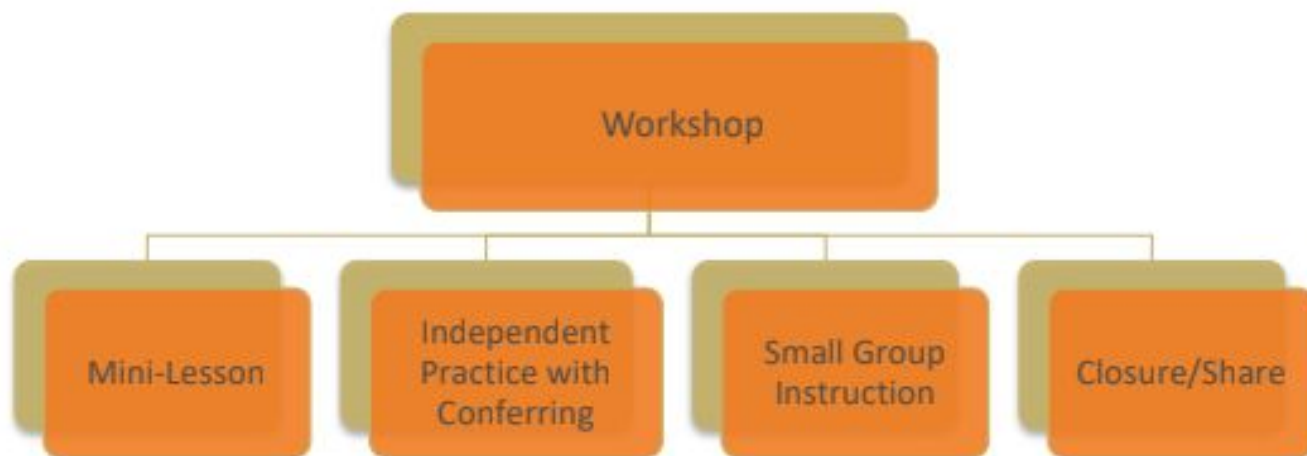 Workshop
Mini-Lesson
Independent
Practice with
Conferring
Small Group
Instruction
Closure/Share